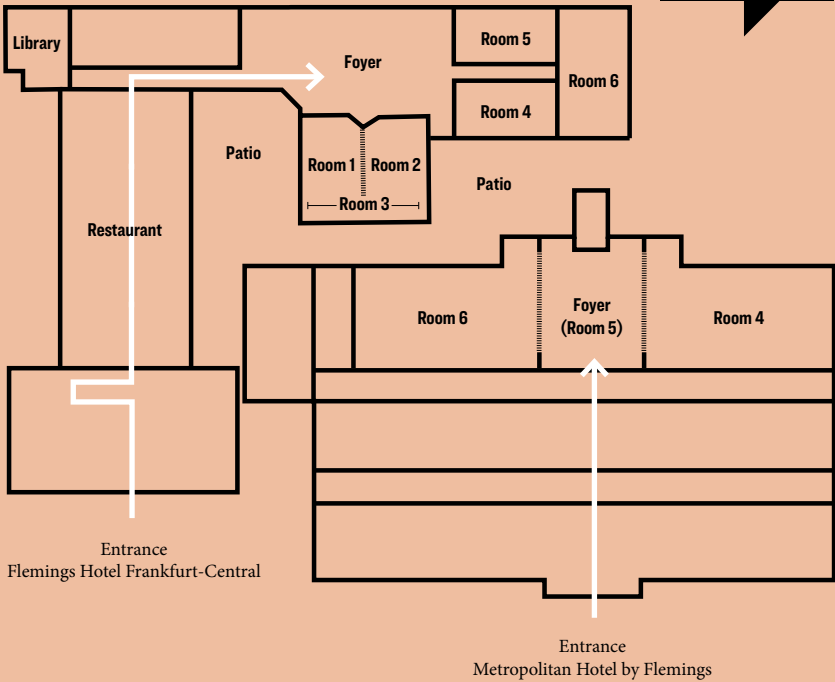 Library
Foyer
Room 5
Room 6
Room 4
Patio
Room 1
Room 2
Room 3
Patio
Restaurant
Room 6
Foyer
(Room 5)
Room 4
Entrance
Flemings Hotel Frankfurt-Central
Entrance
Metropolitan Hotel by Flemings